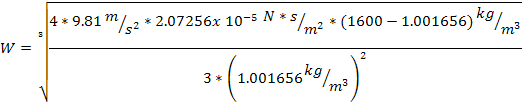 W = ∛((4 * 9.81 m/s² * 2.07256x 10⁻⁵ N * s/m² * (1600 − 1.001656) kg/m³) / (3 * (1.001656 kg/m³)²))